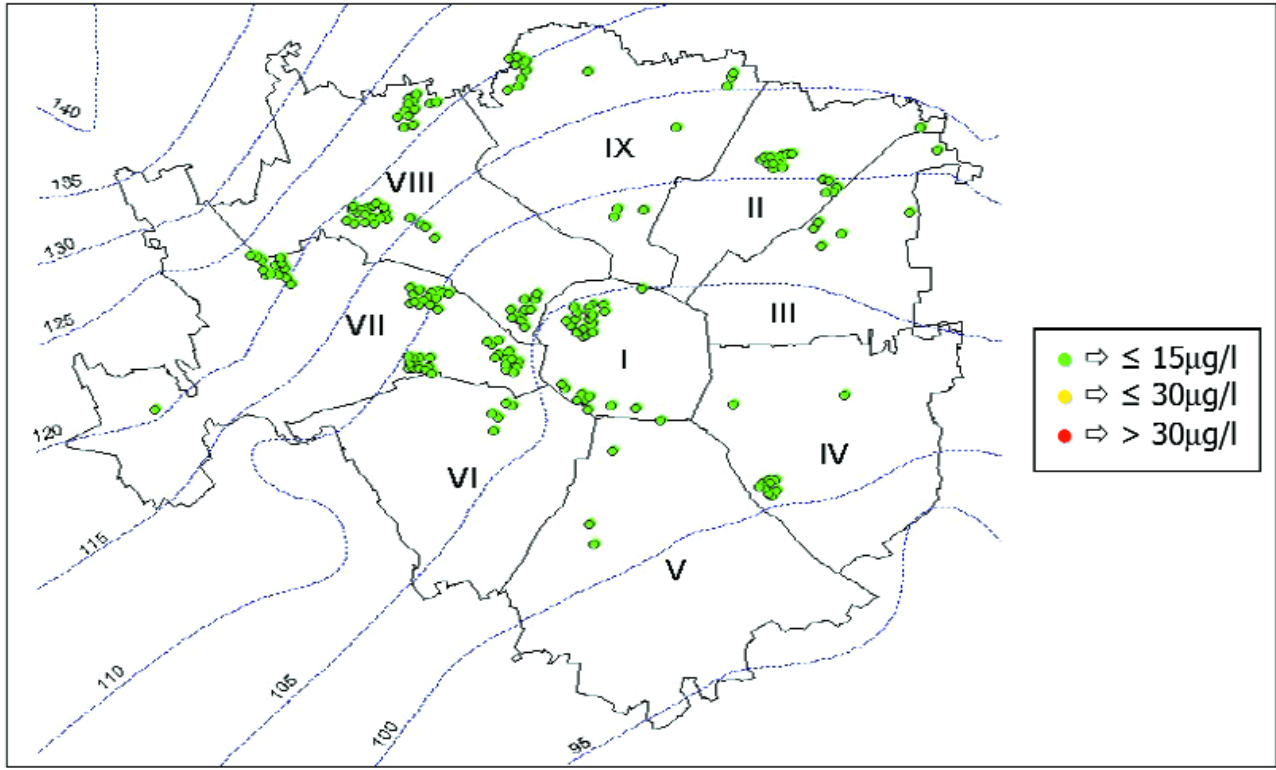 140
135
130
125
120
115
110
105
100
95
IX
VIII
II
III
VII
I
IV
VI
V
⇨ ≤ 15µg/l
⇨ ≤ 30µg/l
⇨ > 30µg/l